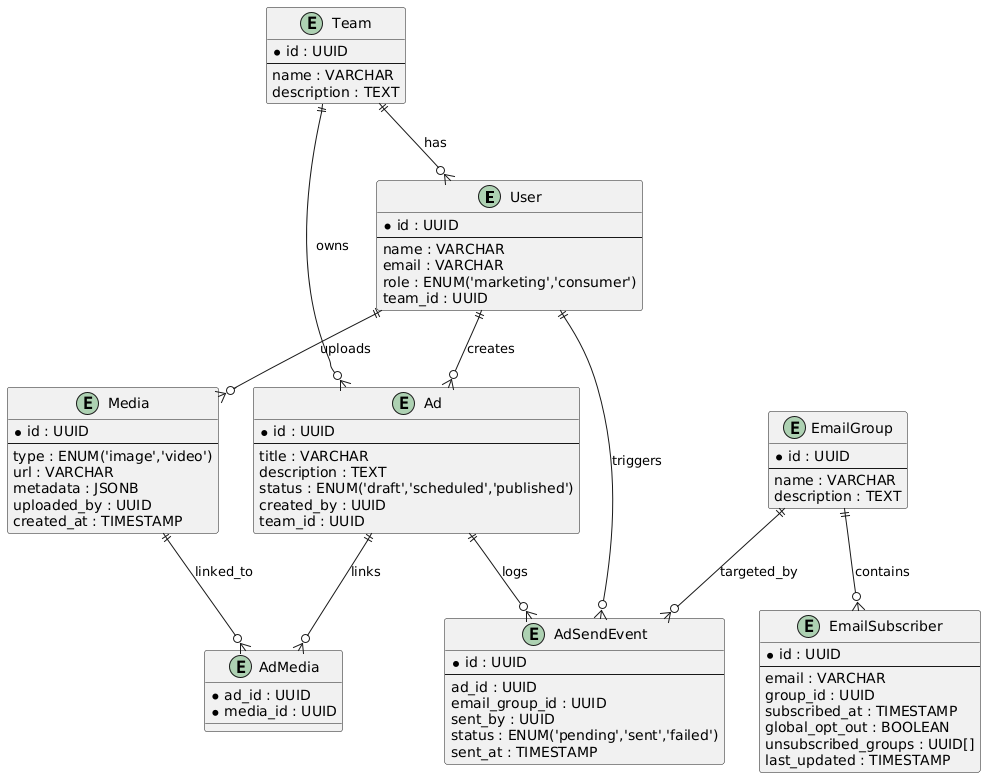 E Team
* id : UUID
name : VARCHAR
description : TEXT
has
E User
* id : UUID
name : VARCHAR
email : VARCHAR
role : ENUM('marketing','consumer')
team_id : UUID
owns
uploads
creates
triggers
E Media
* id : UUID
type : ENUM('image','video')
url : VARCHAR
metadata : JSONB
uploaded_by : UUID
created_at : TIMESTAMP
E Ad
* id : UUID
title : VARCHAR
description : TEXT
status : ENUM('draft','scheduled','published')
created_by : UUID
team_id : UUID
E EmailGroup
* id : UUID
name : VARCHAR
description : TEXT
linked_to
links
logs
targeted_by
contains
E AdMedia
* ad_id : UUID
* media_id : UUID
E AdSendEvent
* id : UUID
ad_id : UUID
email_group_id : UUID
sent_by : UUID
status : ENUM('pending','sent','failed')
sent_at : TIMESTAMP
E EmailSubscriber
* id : UUID
email : VARCHAR
group_id : UUID
subscribed_at : TIMESTAMP
global_opt_out : BOOLEAN
unsubscribed_groups : UUID[]
last_updated : TIMESTAMP